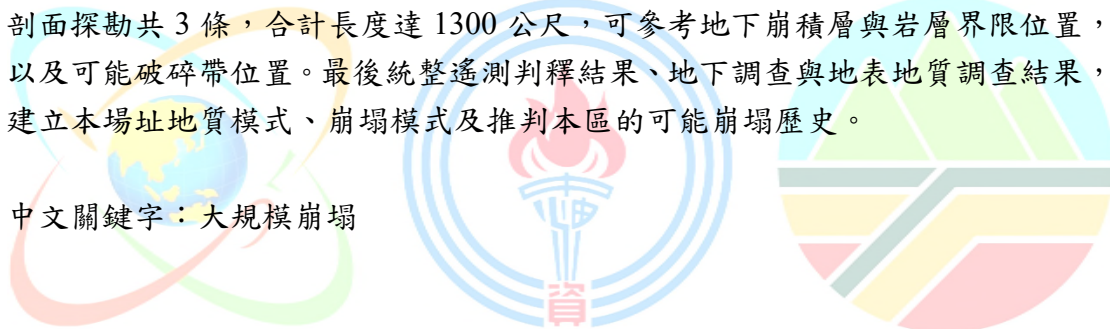 剖面探勘共 3 條，合計長度達 1300 公尺，可參考地下崩積層與岩層界限位置，
以及可能破碎帶位置。最後統整遙測判釋結果、地下調查與地表地質調查結果，
建立本場址地質模式、崩塌模式及推判本區的可能崩塌歷史。
中文關鍵字：大規模崩塌
資